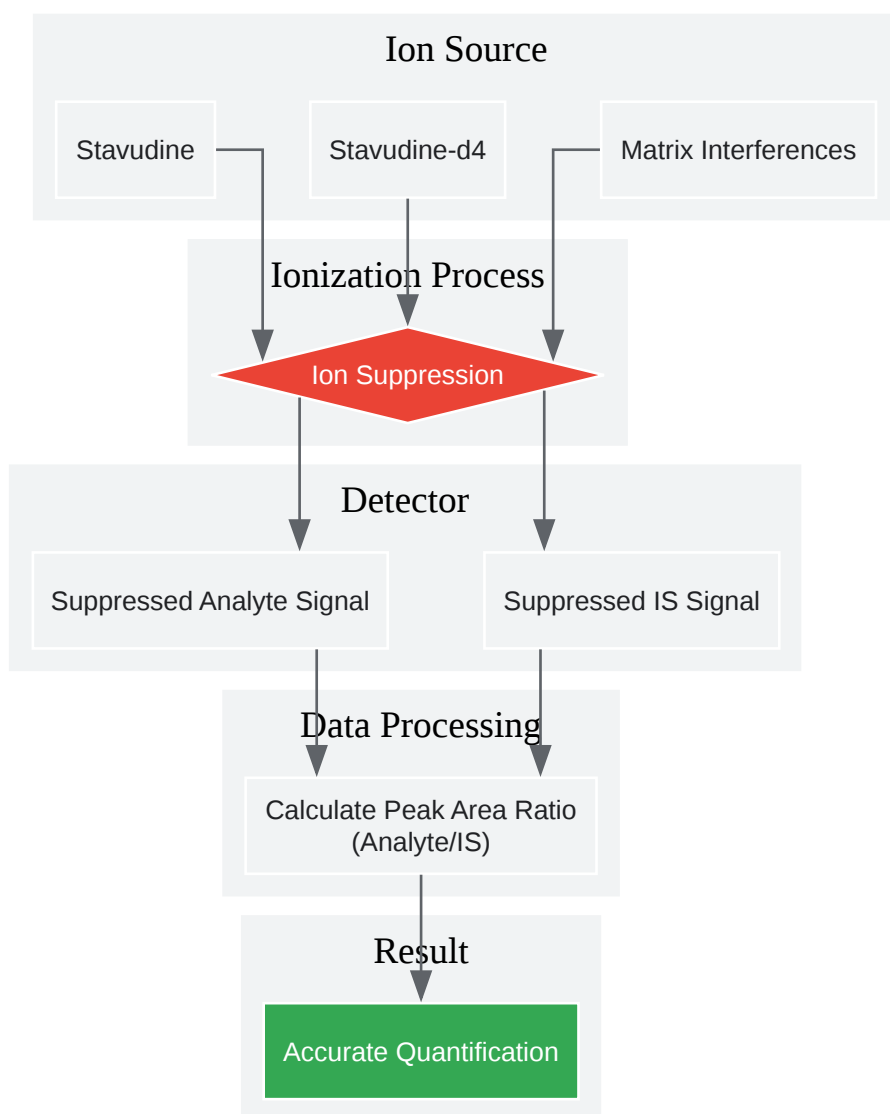 Ion Source
Stavudine
Stavudine-d4
Matrix Interferences
Ionization Process
Ion Suppression
Detector
Suppressed Analyte Signal
Suppressed IS Signal
Data Processing
Calculate Peak Area Ratio
(Analyte/IS)
Result
Accurate Quantification